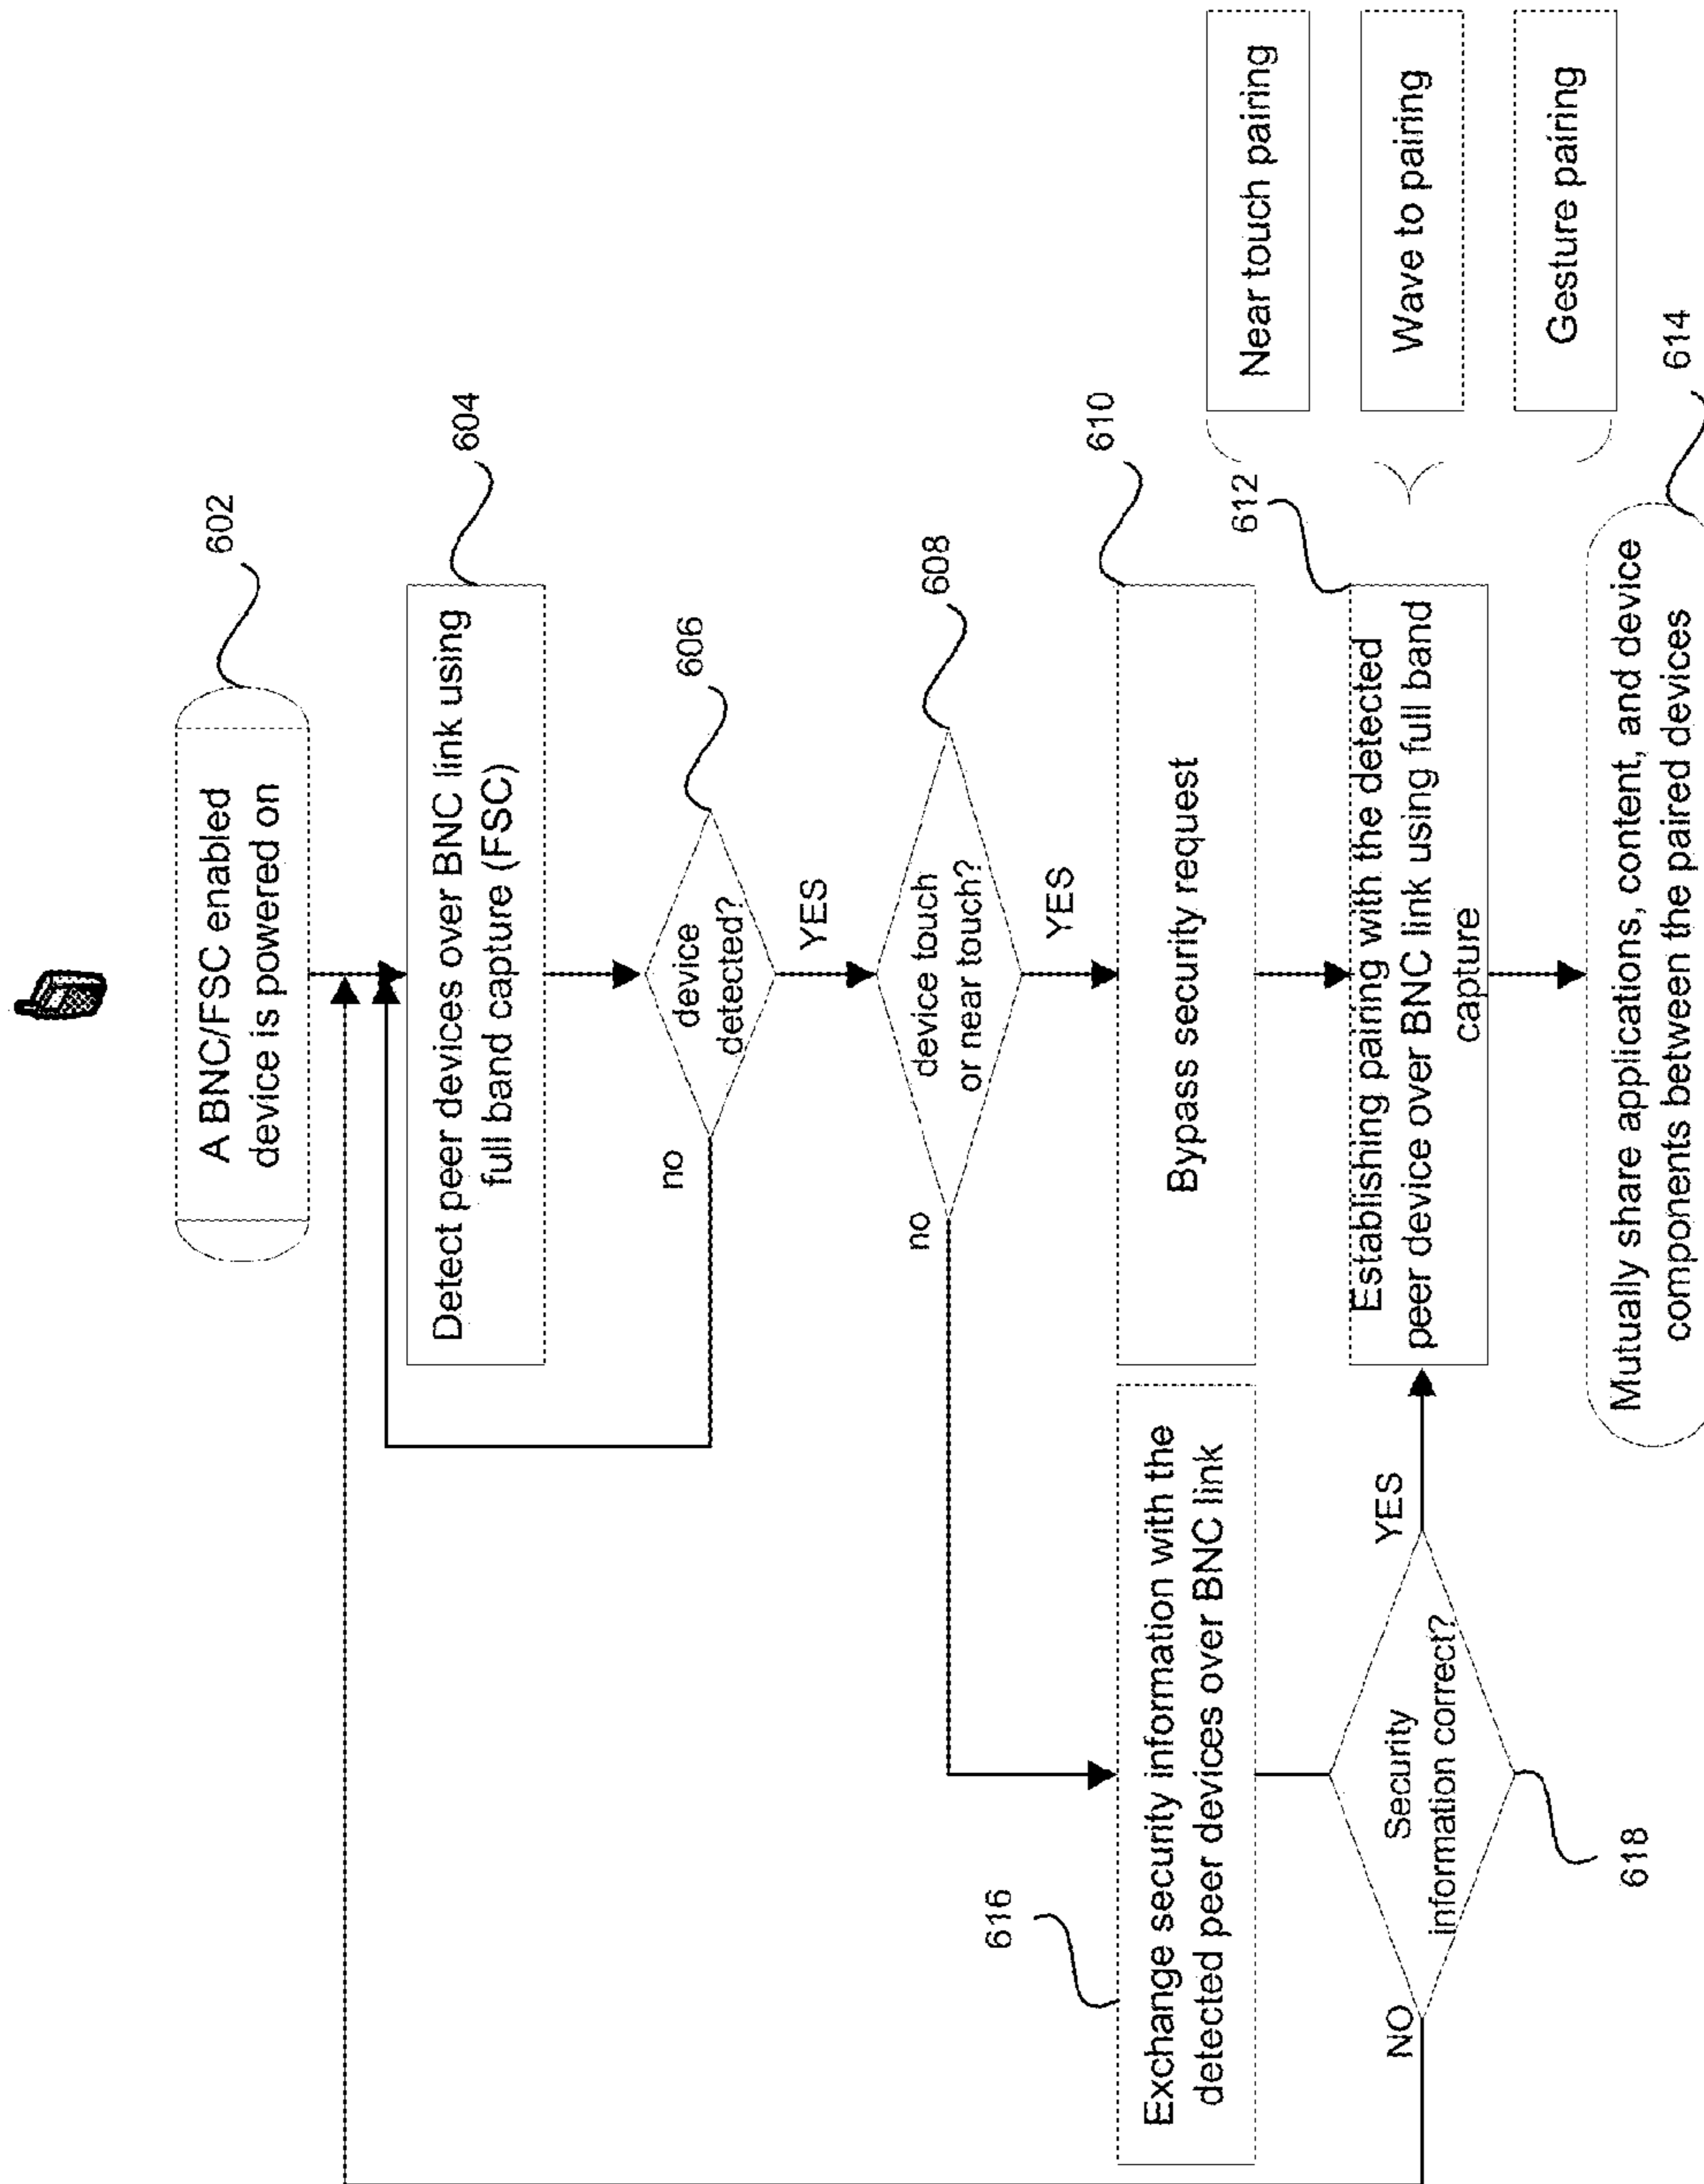 602
A BNC/FSC enabled
device is powered on
604
Detect peer devices over BNC link using
full band capture (FSC)
606
device
detected?
no
YES
608
device touch
or near touch?
no
YES
610
Bypass security request
616
Exchange security information with the
detected peer devices over BNC link
612
Establishing pairing with the detected
peer device over BNC link using full band
capture
Near touch pairing
Wave to pairing
Gesture pairing
Security
information correct?
YES
NO
618
614
Mutually share applications, content, and device
components between the paired devices